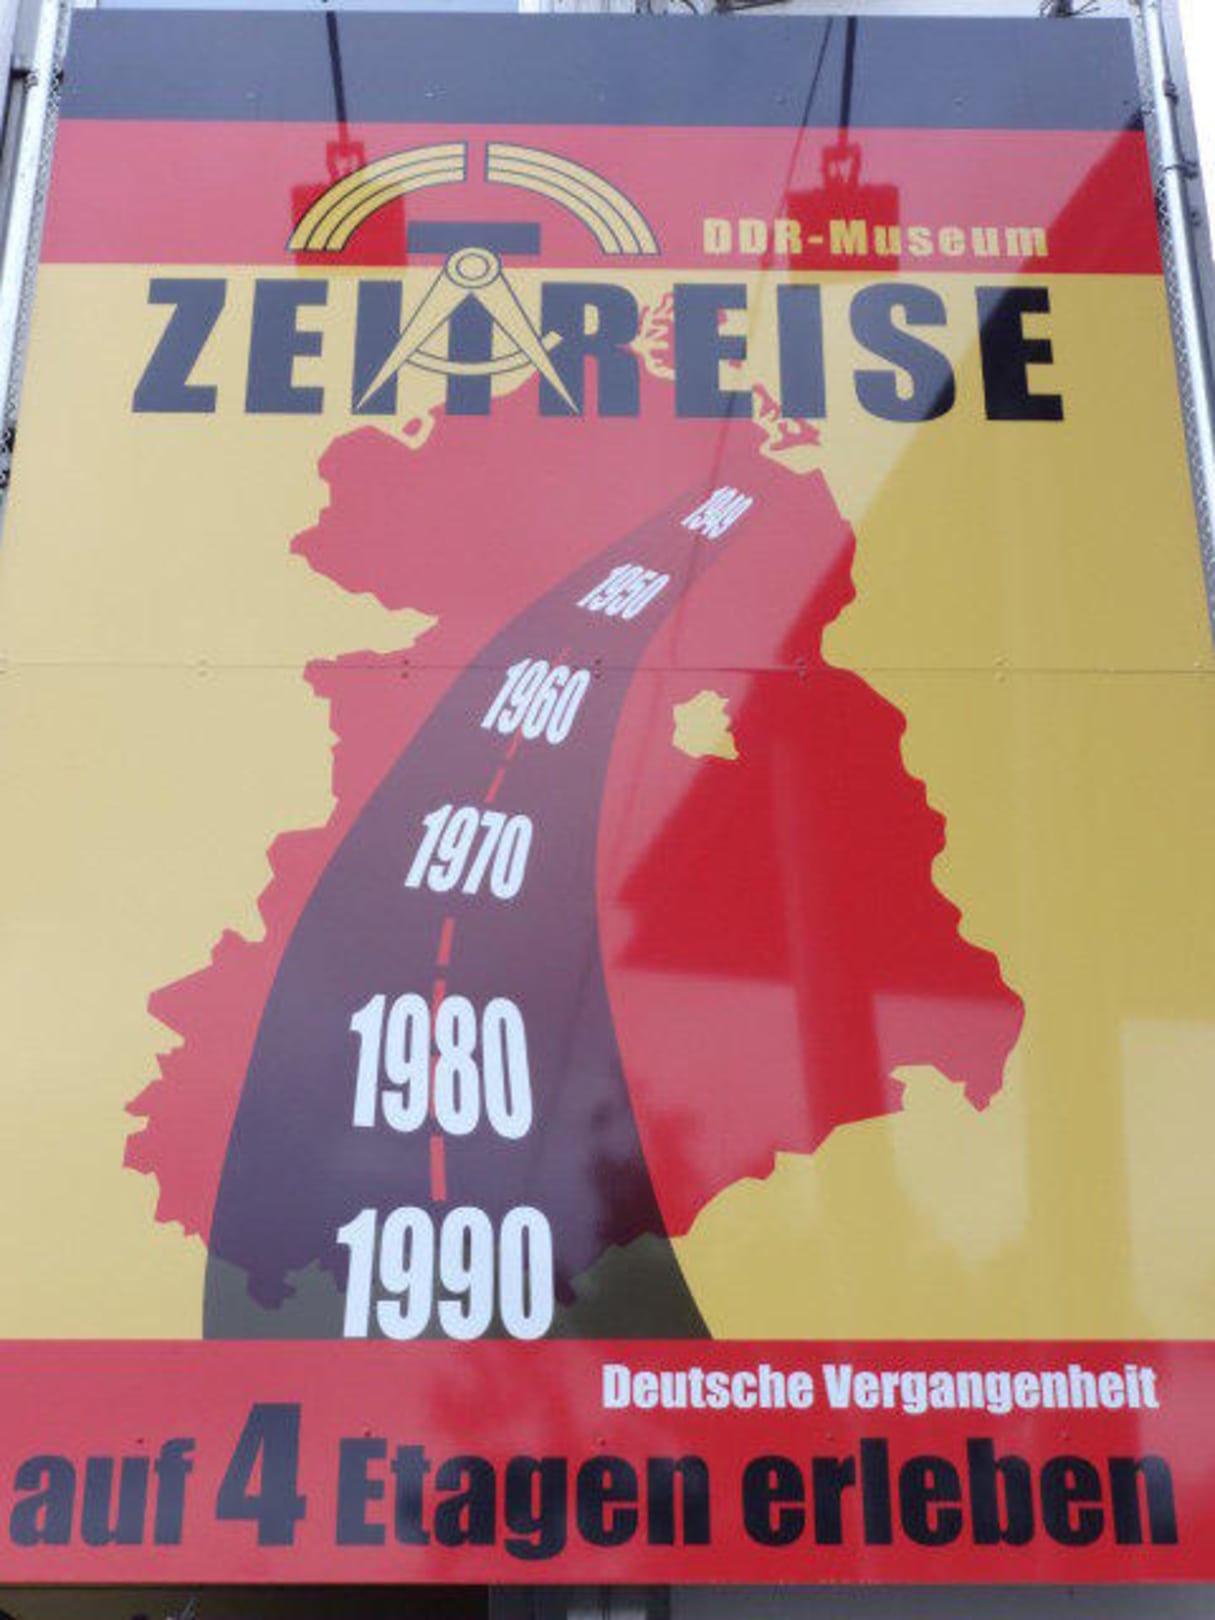 DDR-Museum
ZEITREISE
1949
1950
1960
1970
1980
1990
Deutsche Vergangenheit
auf 4 Etagen erleben